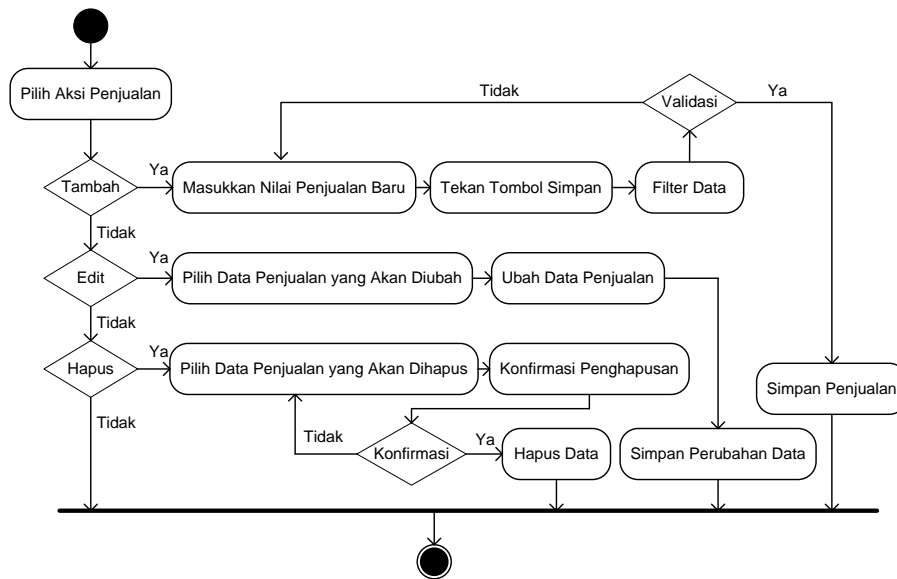 Pilih Aksi Penjualan
Tidak
Validasi
Ya
Tambah
Ya
Masukkan Nilai Penjualan Baru
Tekan Tombol Simpan
Filter Data
Tidak
Edit
Ya
Pilih Data Penjualan yang Akan Diubah
Ubah Data Penjualan
Tidak
Hapus
Ya
Pilih Data Penjualan yang Akan Dihapus
Konfirmasi Penghapusan
Simpan Penjualan
Tidak
Tidak
Konfirmasi
Ya
Hapus Data
Simpan Perubahan Data